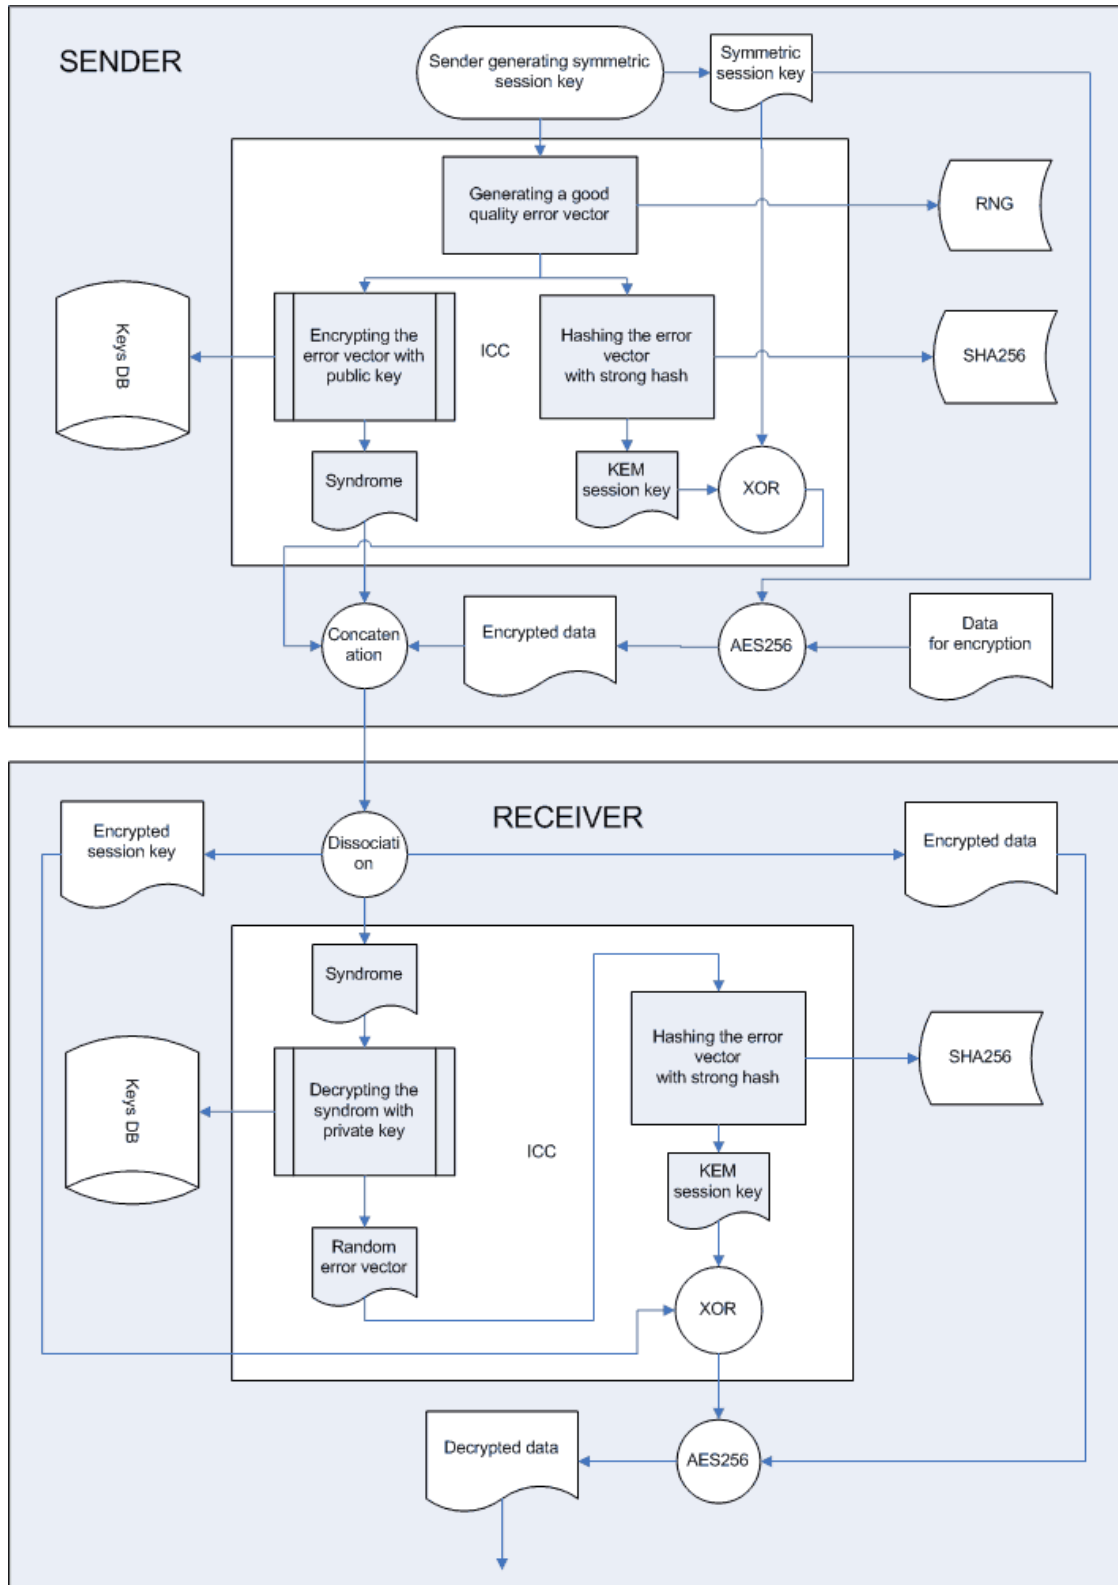 SENDER
Sender generating symmetric
session key
Symmetric
session key
Generating a good
quality error vector
RNG
Keys DB
Encrypting the
error vector with
public key
ICC
Hashing the error
vector
with strong hash
SHA256
Syndrome
KEM
session key
XOR
Concaten
ation
Encrypted data
AES256
Data
for encryption
RECEIVER
Encrypted
session key
Dissociati
on
Encrypted data
Syndrome
Hashing the error
vector
with strong hash
SHA256
Keys DB
Decrypting the
syndrom with
private key
ICC
KEM
session key
Random
error vector
XOR
Decrypted data
AES256